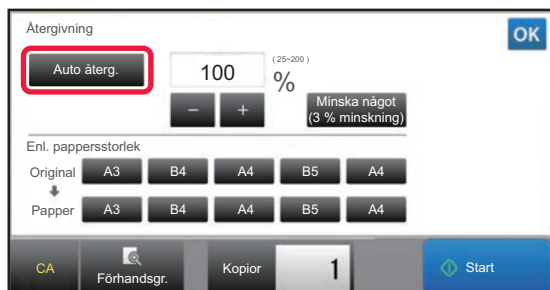 Återgivning
OK
Auto återg.
100
(25~200)
%
−
+
Minska något
(3 % minskning)
Enl. pappersstorlek
Original
A3
B4
A4
B5
A4
Papper
A3
B4
A4
B5
A4
CA
Förhandsgr.
Kopior
1
Start